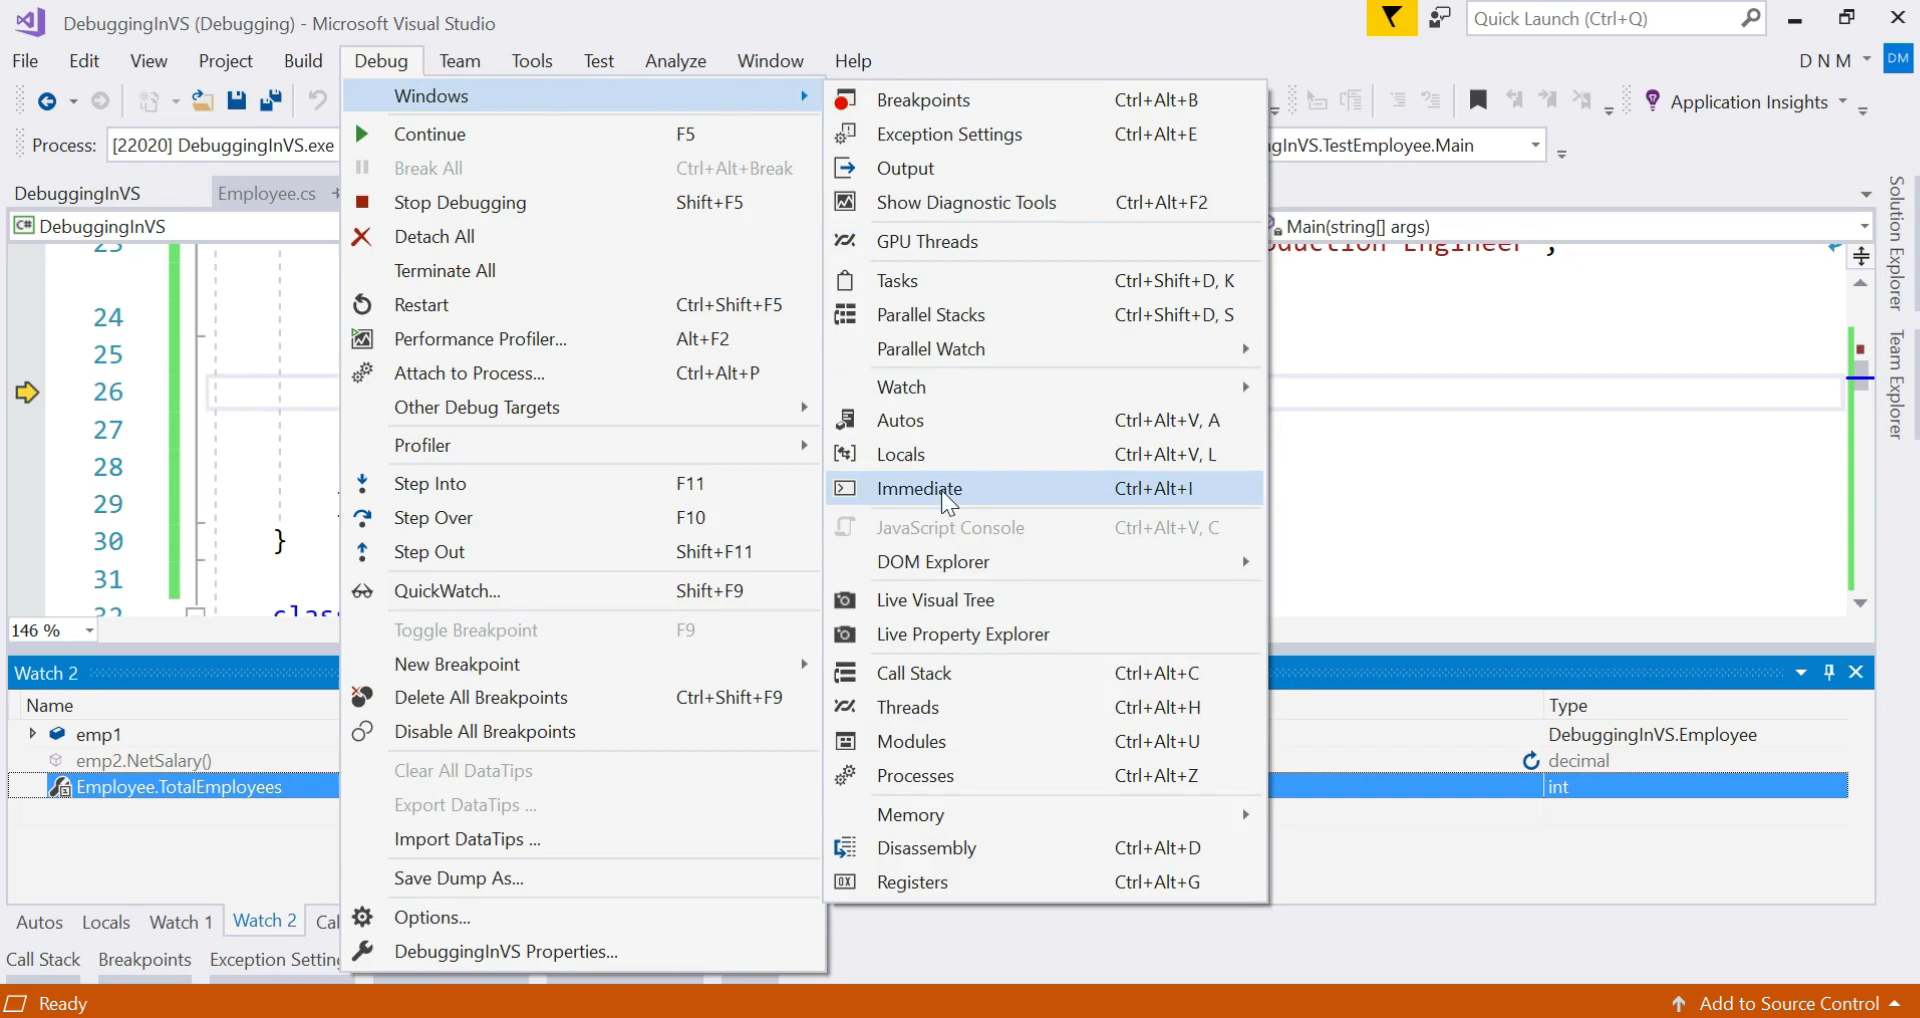 DebuggingInVS (Debugging) - Microsoft Visual Studio
Quick Launch (Ctrl+Q)
File Edit View Project Build Debug Team Tools Test Analyze Window Help
D N M
DM
Application Insights
Process: [22020] DebuggingInVS.exe
gInVS.TestEmployee.Main
DebuggingInVS Employee.cs
DebuggingInVS
Main(string[] args)
Engineer",
23
24
25
26
27
28
29
30 }
31
32 class
146 %
Windows
Continue F5
Break All Ctrl+Alt+Break
Stop Debugging Shift+F5
Detach All
Terminate All
Restart Ctrl+Shift+F5
Performance Profiler... Alt+F2
Attach to Process... Ctrl+Alt+P
Other Debug Targets
Profiler
Step Into F11
Step Over F10
Step Out Shift+F11
QuickWatch... Shift+F9
Toggle Breakpoint F9
New Breakpoint
Delete All Breakpoints Ctrl+Shift+F9
Disable All Breakpoints
Clear All DataTips
Export DataTips ...
Import DataTips ...
Save Dump As...
Options...
DebuggingInVS Properties...
Breakpoints Ctrl+Alt+B
Exception Settings Ctrl+Alt+E
Output
Show Diagnostic Tools Ctrl+Alt+F2
GPU Threads
Tasks Ctrl+Shift+D, K
Parallel Stacks Ctrl+Shift+D, S
Parallel Watch
Watch
Autos Ctrl+Alt+V, A
Locals Ctrl+Alt+V, L
Immediate Ctrl+Alt+I
JavaScript Console Ctrl+Alt+V, C
DOM Explorer
Live Visual Tree
Live Property Explorer
Call Stack Ctrl+Alt+C
Threads Ctrl+Alt+H
Modules Ctrl+Alt+U
Processes Ctrl+Alt+Z
Memory
Disassembly Ctrl+Alt+D
Registers Ctrl+Alt+G
Solution Explorer
Team Explorer
Watch 2
Name Type
emp1 DebuggingInVS.Employee
emp2.NetSalary() decimal
Employee.TotalEmployees int
Autos Locals Watch 1 Watch 2 Cal
Call Stack Breakpoints Exception Setting
Ready
Add to Source Control